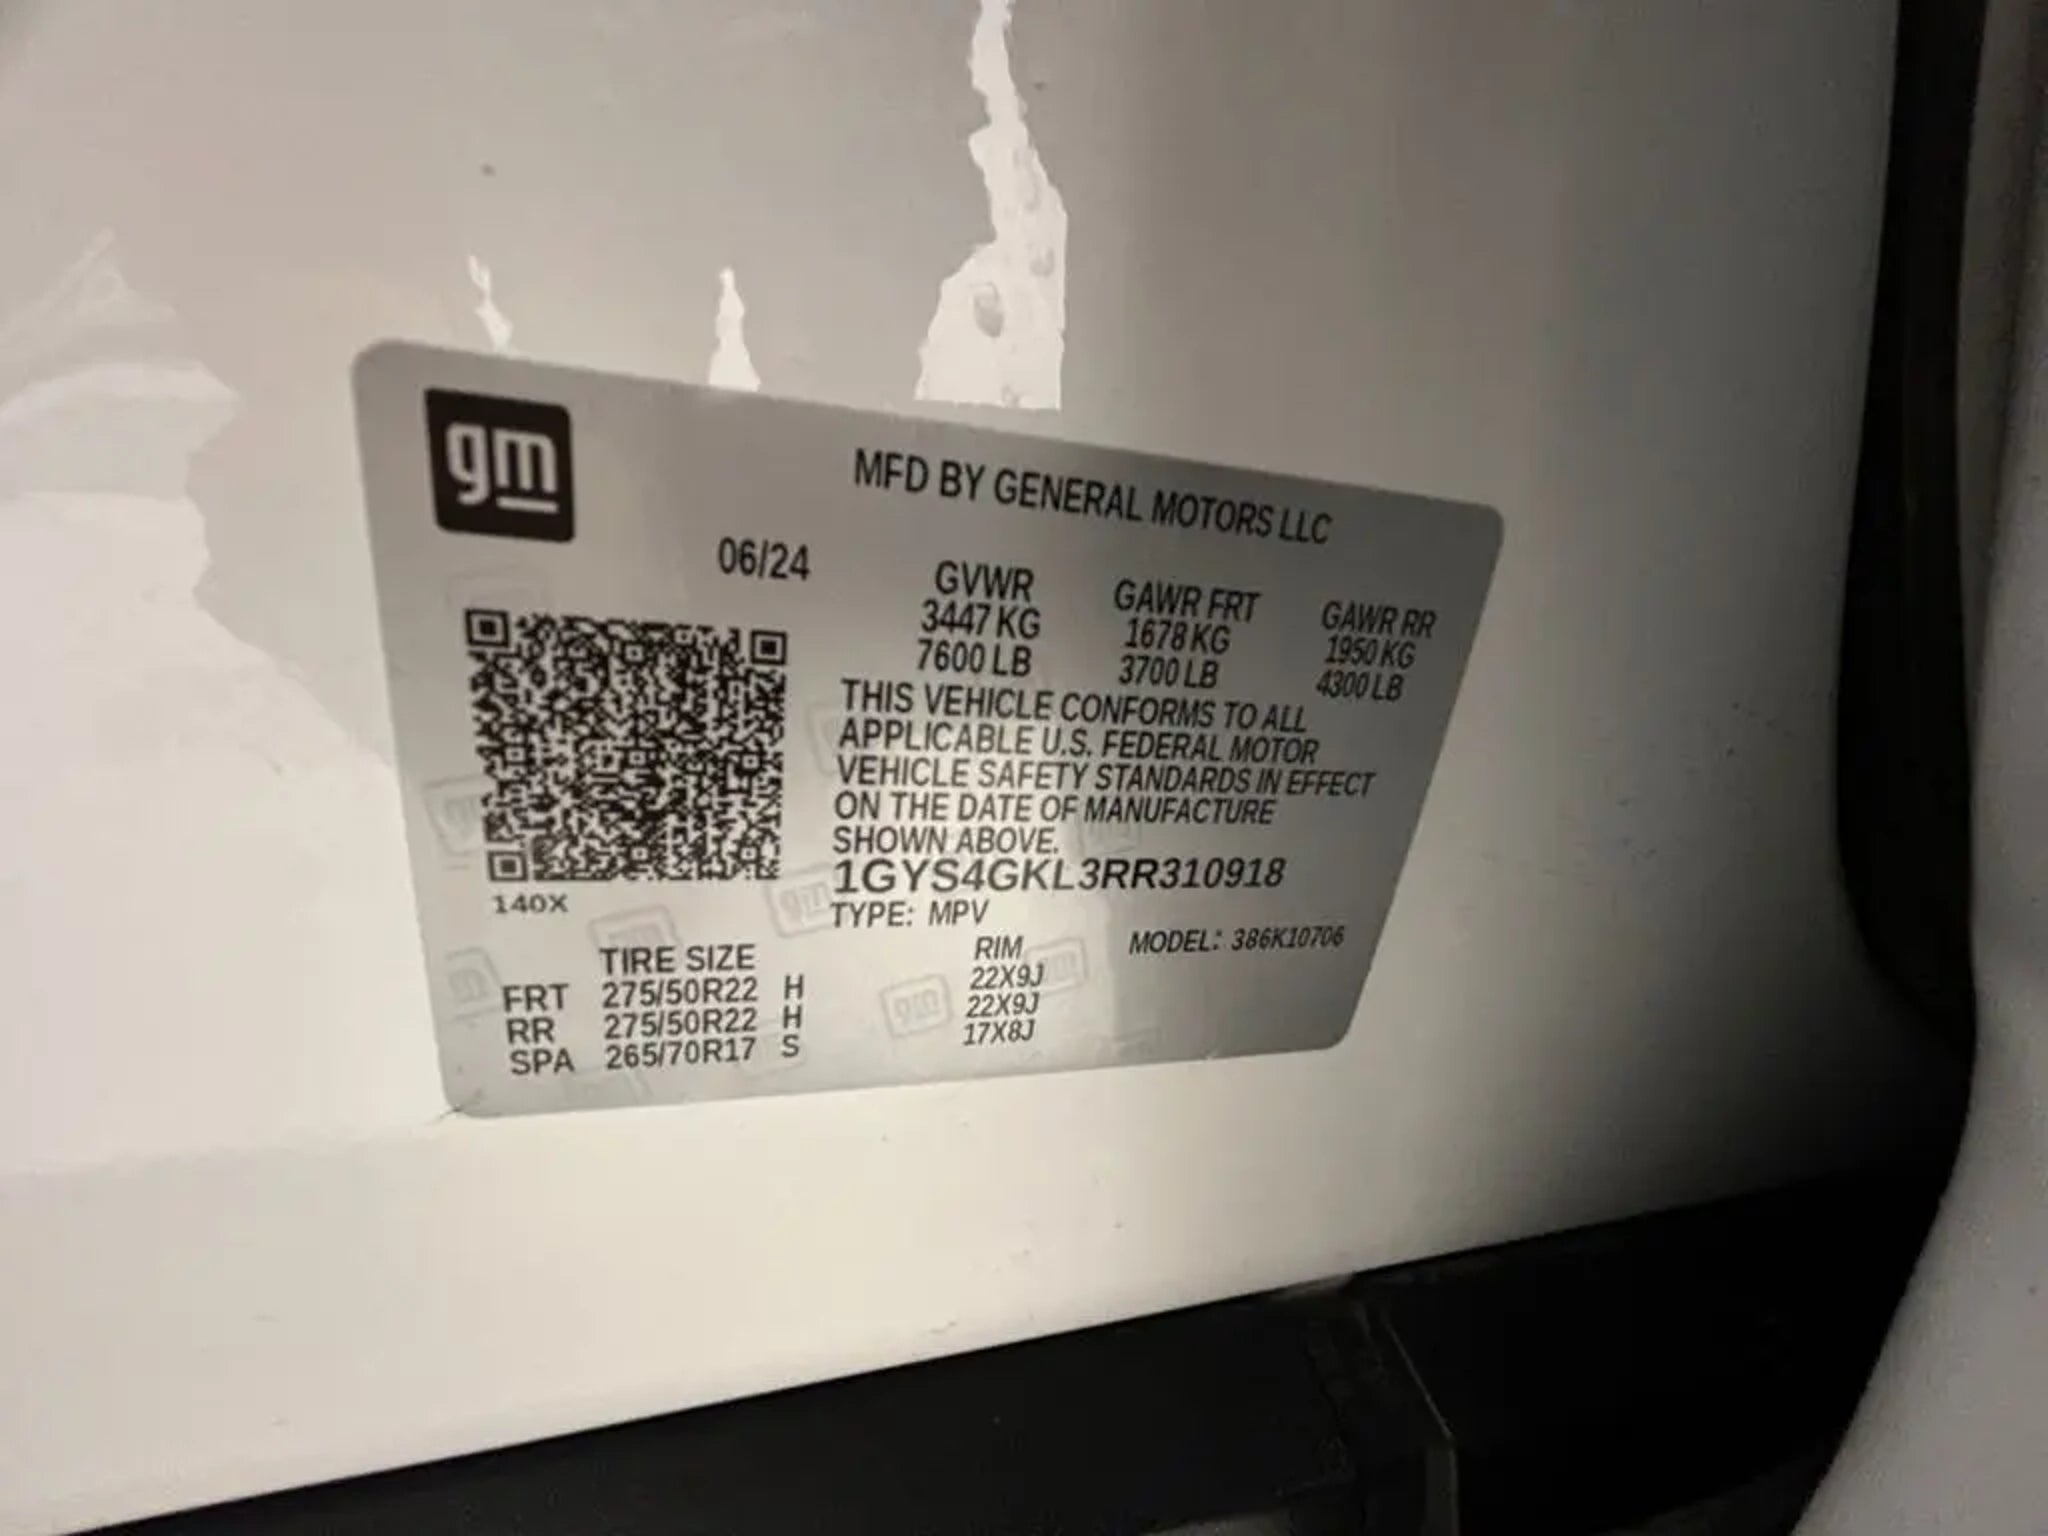 gm
MFD BY GENERAL MOTORS LLC
06/24
GVWR GAWR FRT GAWR RR
3447 KG 1678 KG 1950 KG
7600 LB 3700 LB 4300 LB
THIS VEHICLE CONFORMS TO ALL
APPLICABLE U.S. FEDERAL MOTOR
VEHICLE SAFETY STANDARDS IN EFFECT
ON THE DATE OF MANUFACTURE
SHOWN ABOVE.
1GYS4GKL3RR310918
140X
TYPE: MPV MODEL: 386K10706
TIRE SIZE RIM
FRT 275/50R22 H 22X9J
RR 275/50R22 H 22X9J
SPA 265/70R17 S 17X8J